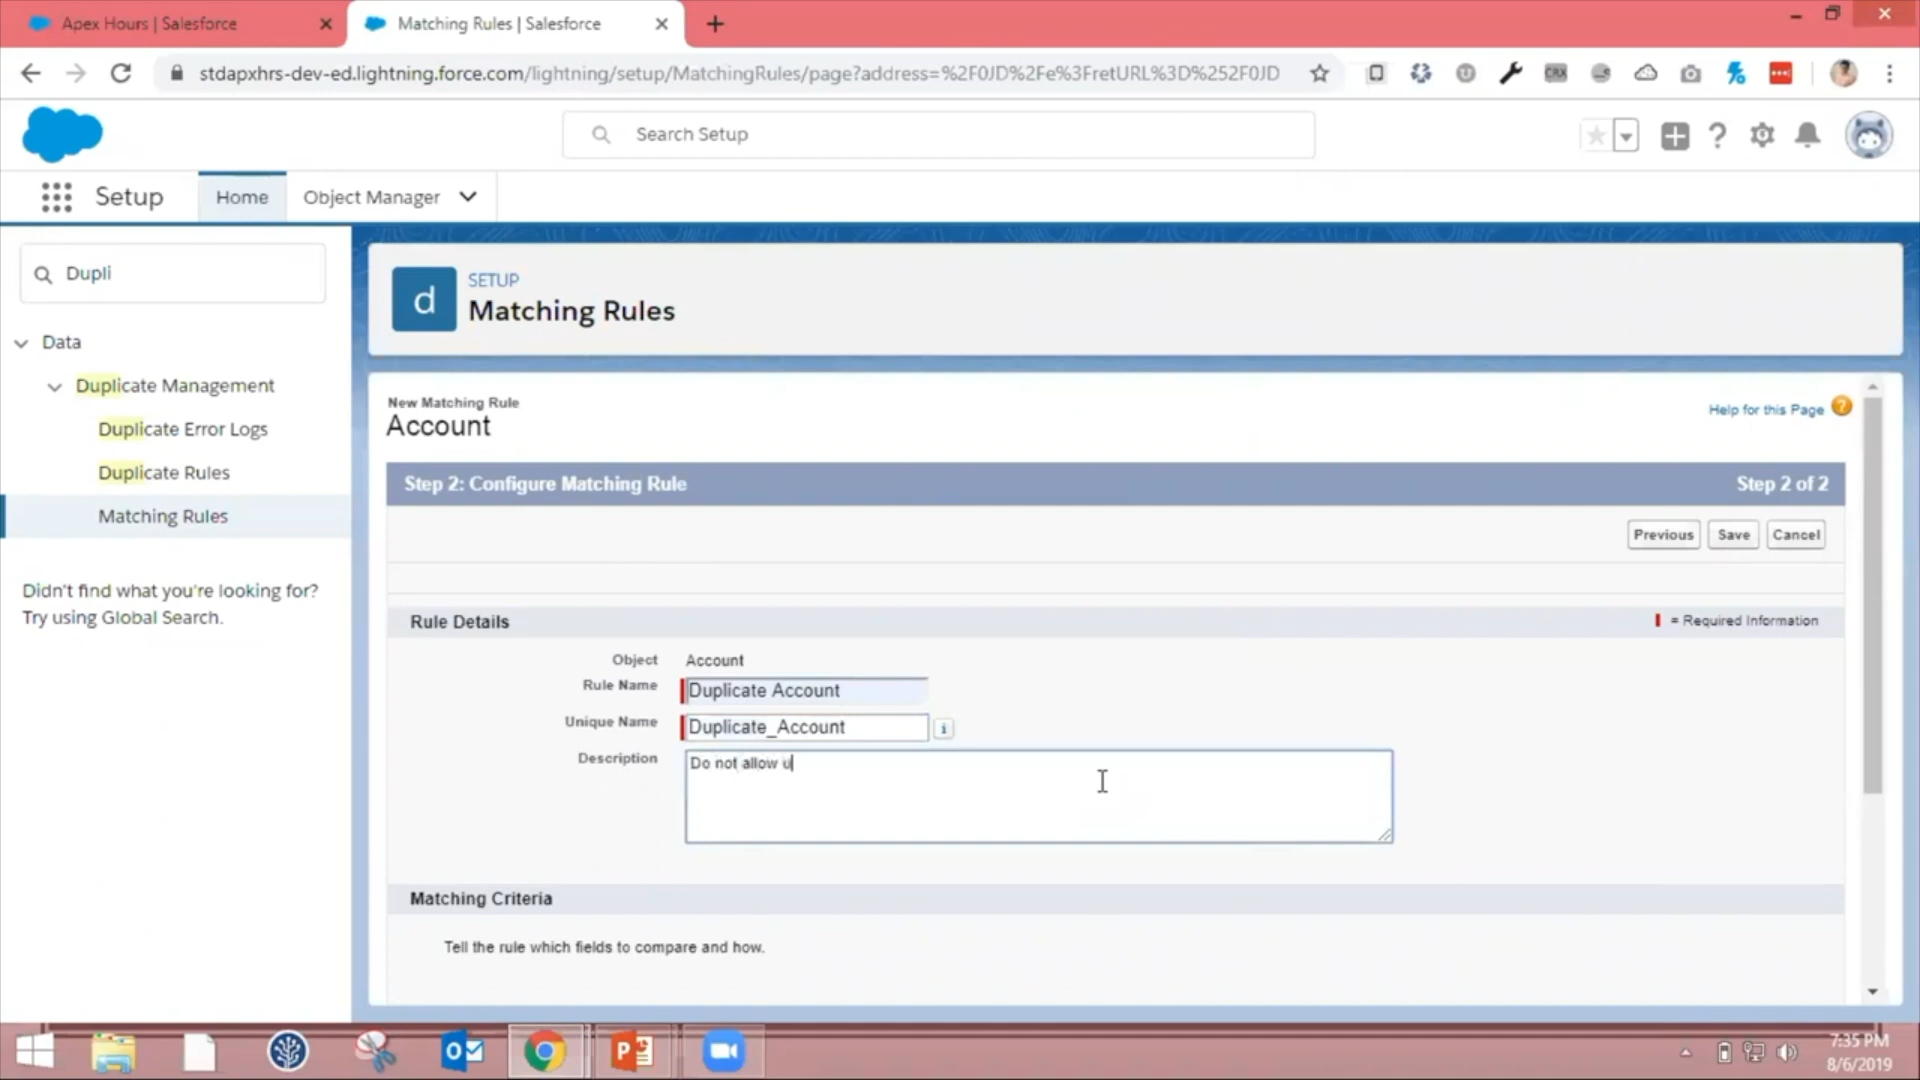 Apex Hours | Salesforce
Matching Rules | Salesforce
stdapxhrs-dev-ed.lightning.force.com/lightning/setup/MatchingRules/page?address=%2F0JD%2Fe%3FretURL%3D%252F0JD
CRX
Search Setup
Setup
Home
Object Manager
Dupli
Data
Duplicate Management
Duplicate Error Logs
Duplicate Rules
Matching Rules
Didn't find what you're looking for?
Try using Global Search.
d
SETUP
Matching Rules
New Matching Rule
Account
Help for this Page ?
Step 2: Configure Matching Rule
Step 2 of 2
Previous
Save
Cancel
Rule Details
= Required Information
Object
Account
Rule Name
Duplicate Account
Unique Name
Duplicate_Account
i
Description
Do not allow u
Matching Criteria
Tell the rule which fields to compare and how.
7:35 PM
8/6/2019